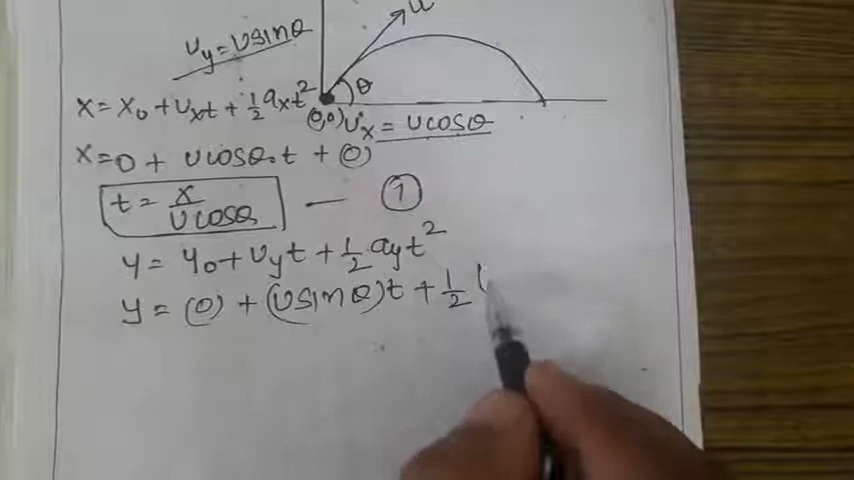 u
Uy = Usinθ
θ
x = x₀ + Uxt + ½ axt²
(0,0) Ux = Ucosθ
x = 0 + Ucosθ.t + (0)
t = x/Ucosθ — ①
y = y₀ + Uyt + ½ ayt²
y = (0) + (Usinθ)t + ½ (